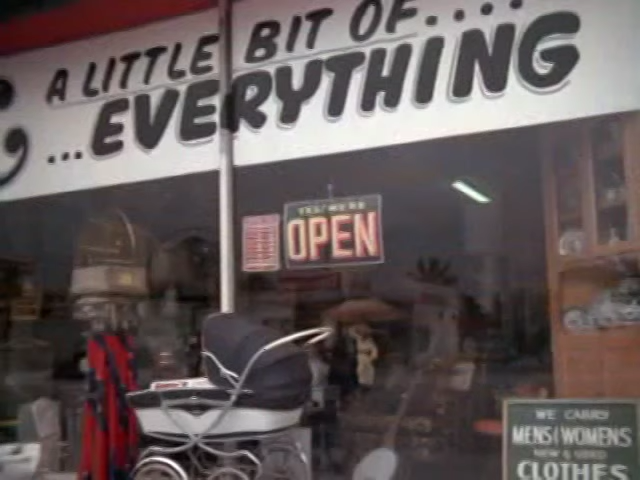 A LITTLE BIT OF....
...EVERYTHING
YES! WE'RE
OPEN
WE CARRY
MENS & WOMENS
NEW & USED
CLOTHES